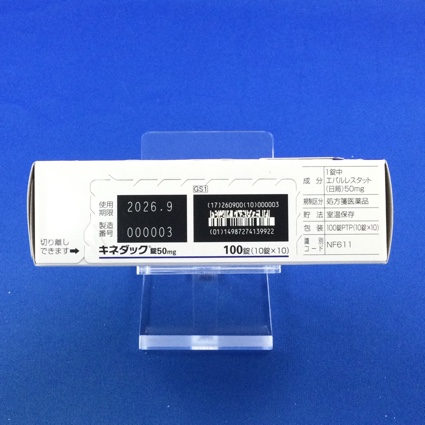 GS1
使用
期限
2026.9
製造
番号
000003
(17)260900(10)000003
(01)14987274139922
キネダック錠50mg
100錠(10錠×10)
切り離し
できます➡
成分
1錠中
エパルレスタット
(日局)50mg
規制区分
処方箋医薬品
貯法
室温保存
包装
100錠PTP(10錠×10)
識別
コード
NF611